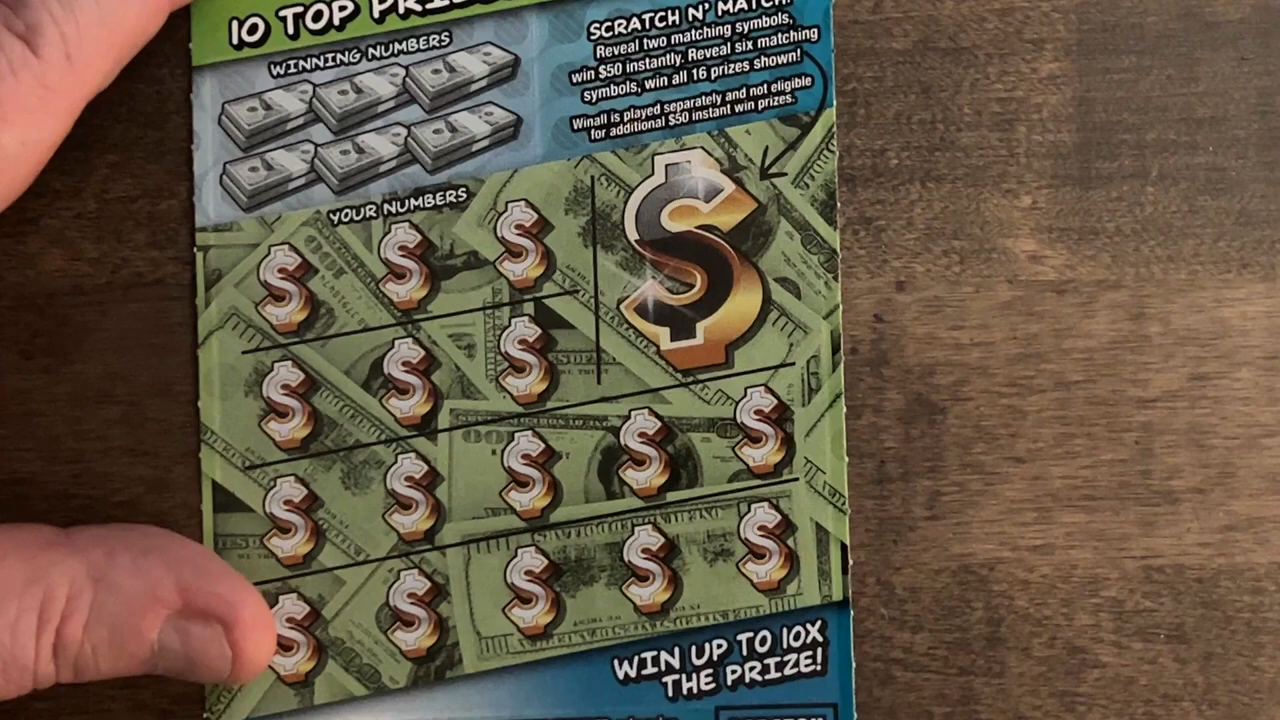 10 TOP
WINNING NUMBERS
SCRATCH N' MATCH!
Reveal two matching symbols,
win $50 instantly. Reveal six matching
symbols, win all 16 prizes shown!
Winall is played separately and not eligible
for additional $50 instant win prizes.
YOUR NUMBERS
WIN UP TO 10X
THE PRIZE!